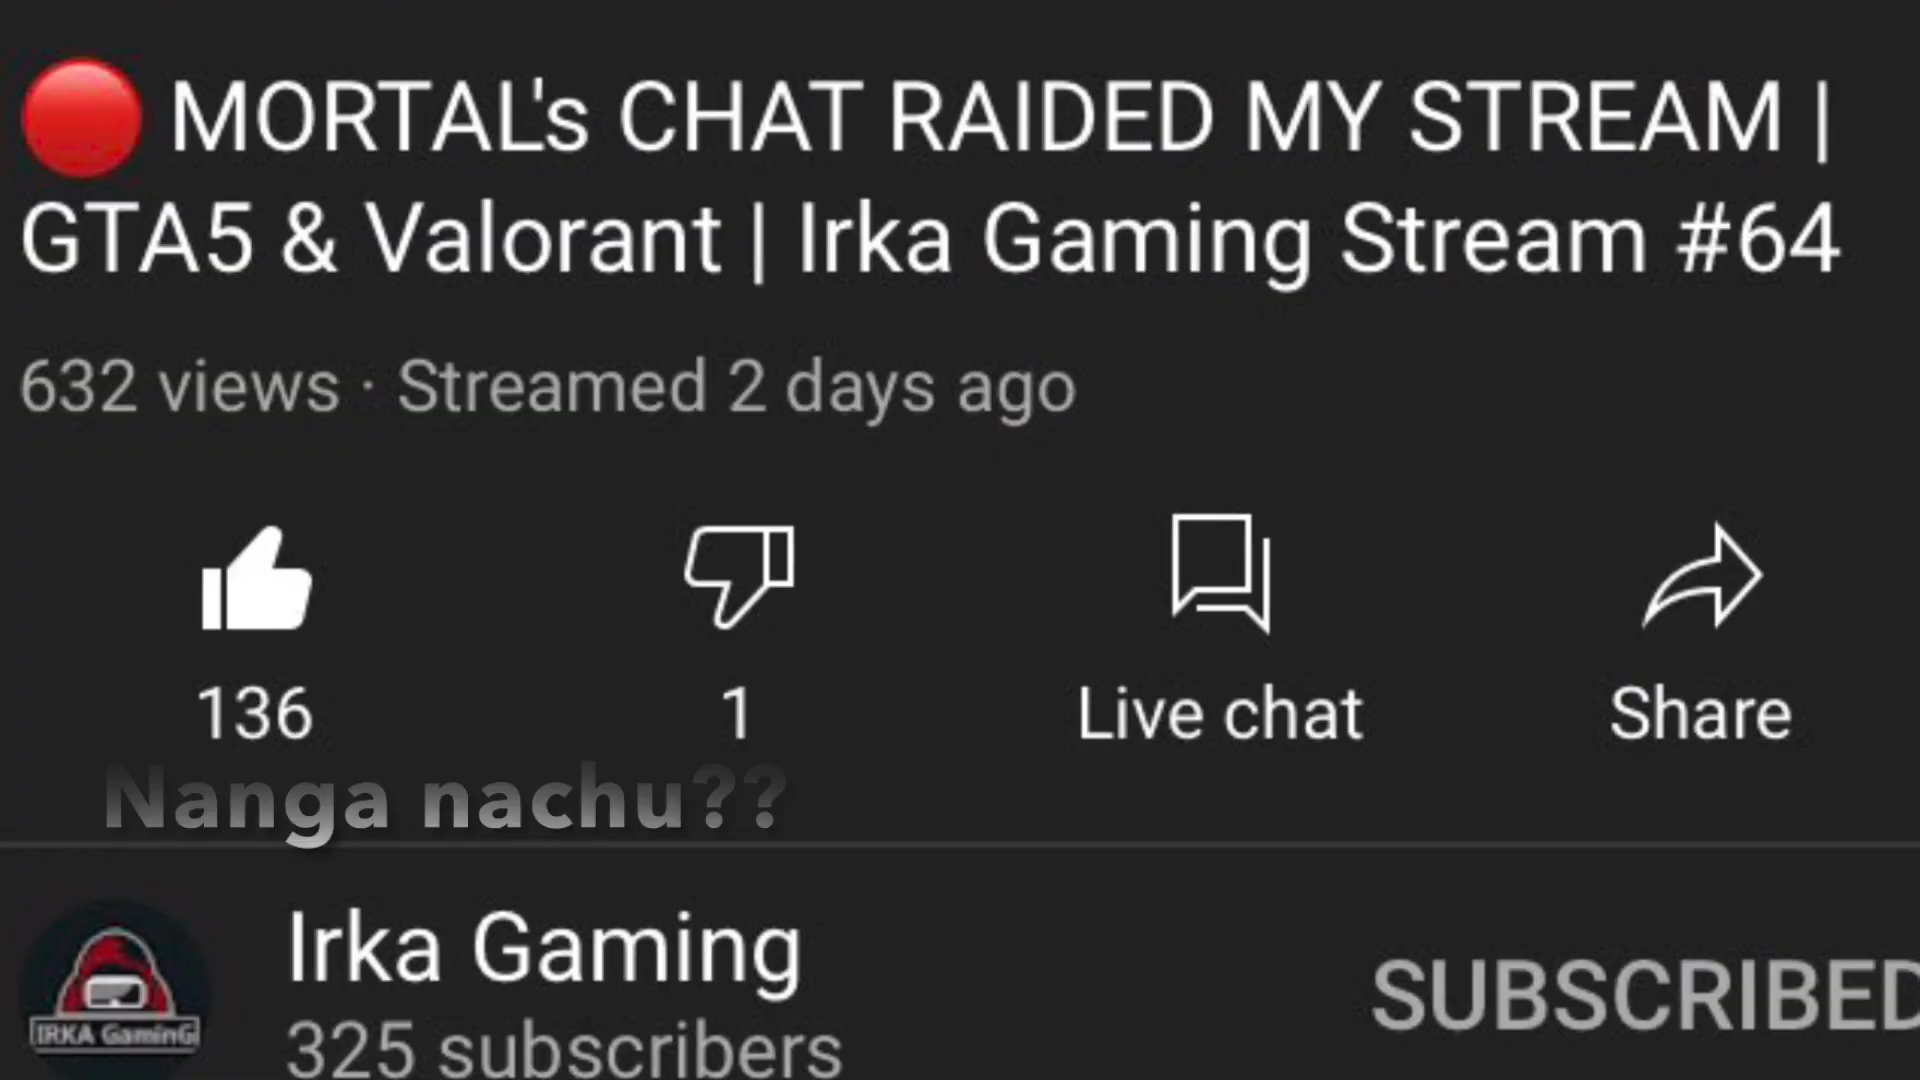 🔴 MORTAL's CHAT RAIDED MY STREAM |
GTA5 & Valorant | Irka Gaming Stream #64
632 views · Streamed 2 days ago
136
1
Live chat
Share
Nanga nachu??
Irka Gaming
SUBSCRIBED
325 subscribers
IRKA GaminG